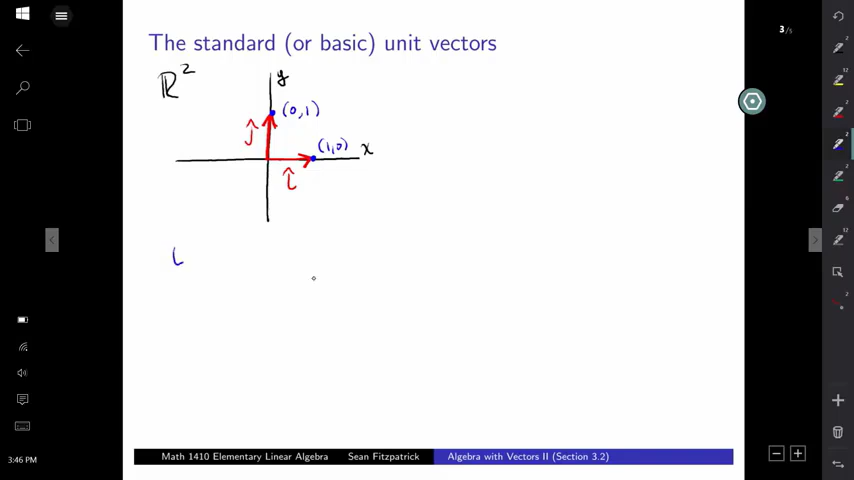 The standard (or basic) unit vectors
3/5
ℝ²
y
(0,1)
ĵ
(1,0)
x
î
Math 1410 Elementary Linear Algebra Sean Fitzpatrick Algebra with Vectors II (Section 3.2)
3:46 PM